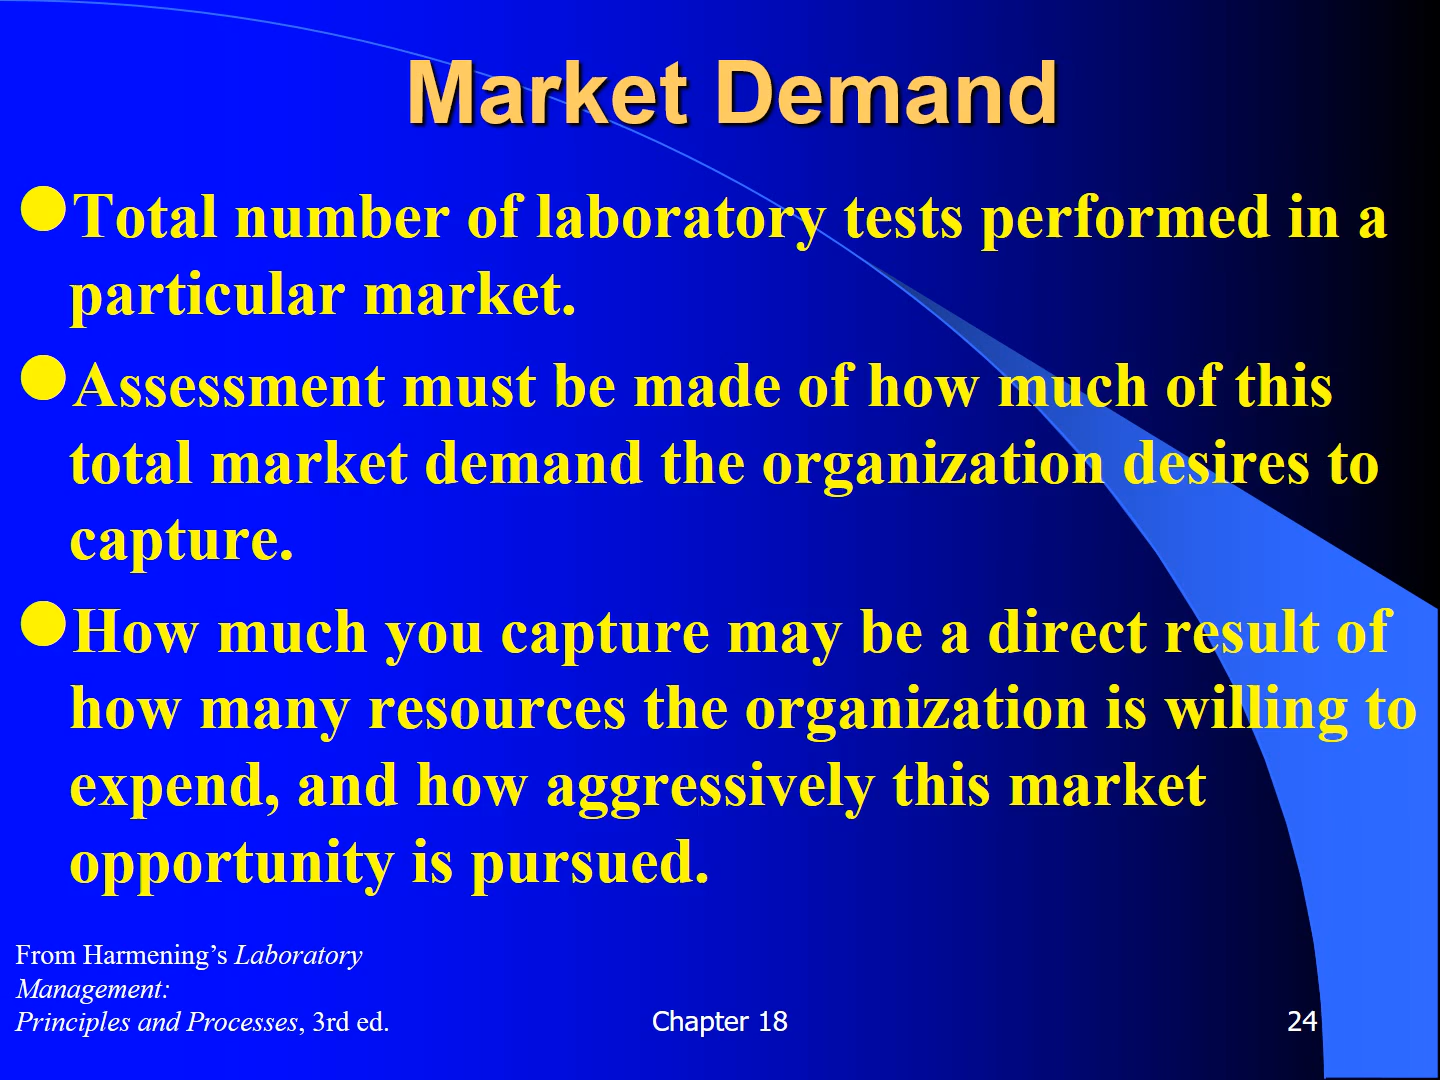 Market Demand
Total number of laboratory tests performed in a
particular market.
Assessment must be made of how much of this
total market demand the organization desires to
capture.
How much you capture may be a direct result of
how many resources the organization is willing to
expend, and how aggressively this market
opportunity is pursued.
From Harmening’s Laboratory
Management:
Principles and Processes, 3rd ed.
Chapter 18
24